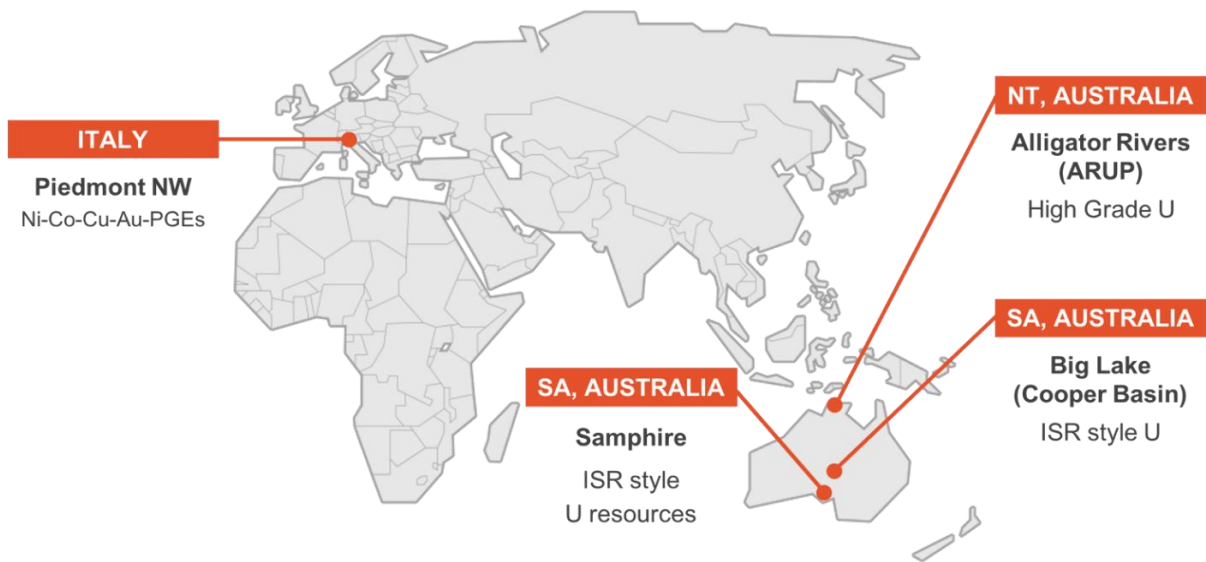 ITALY
Piedmont NW
Ni-Co-Cu-Au-PGEs
NT, AUSTRALIA
Alligator Rivers
(ARUP)
High Grade U
SA, AUSTRALIA
Big Lake
(Cooper Basin)
ISR style U
SA, AUSTRALIA
Samphire
ISR style
U resources